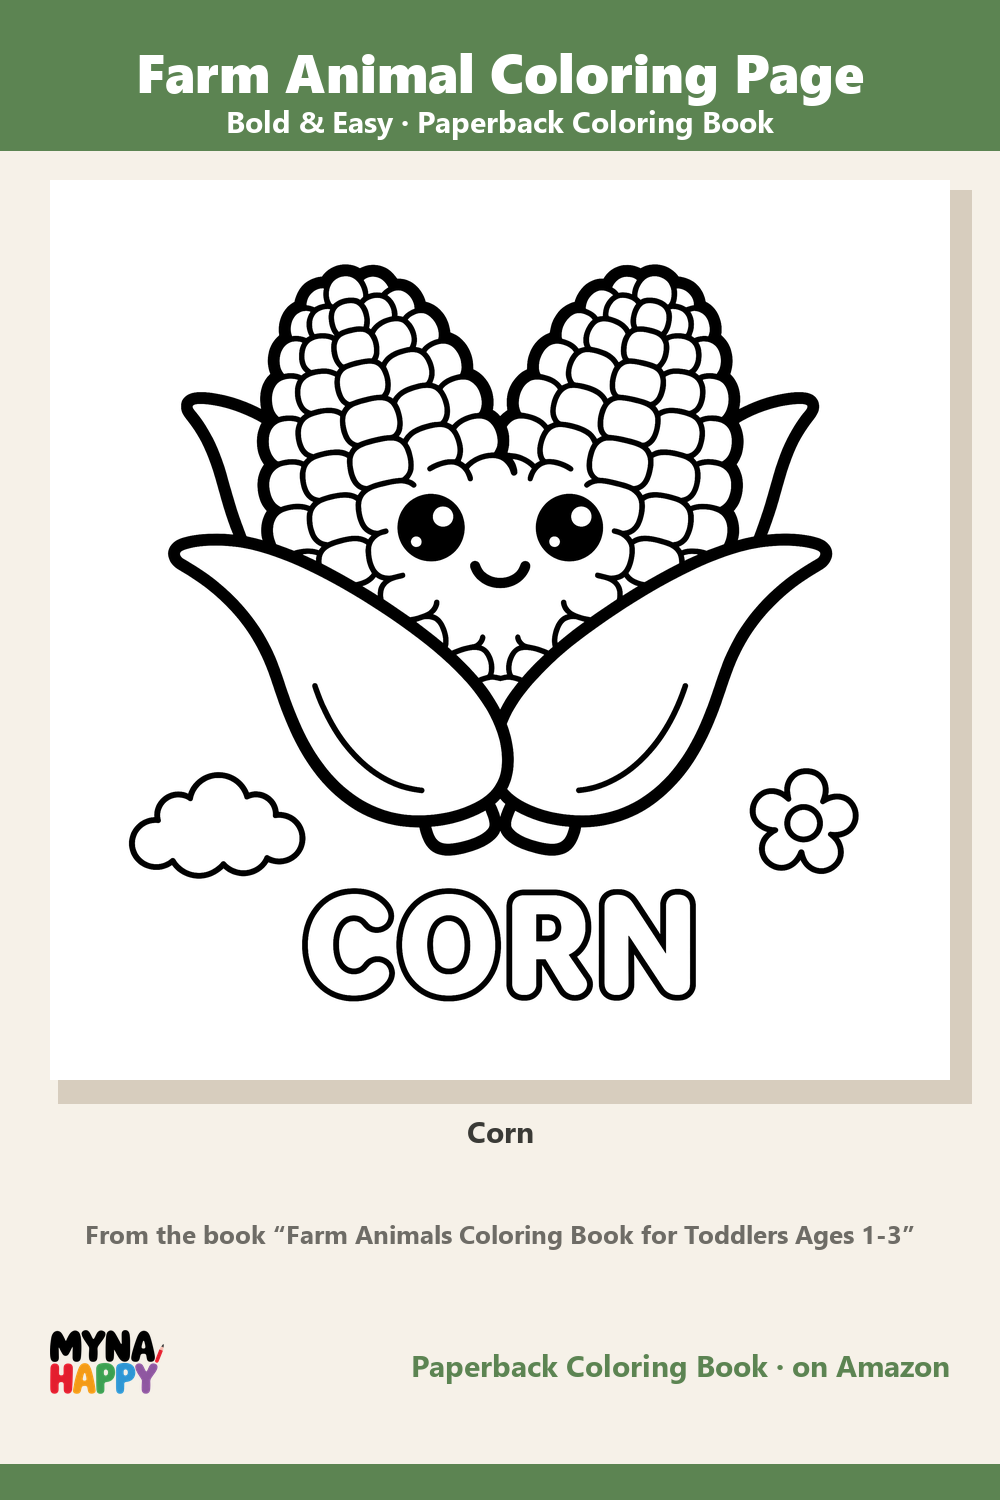 Farm Animal Coloring Page
Bold & Easy · Paperback Coloring Book
CORN
Corn
From the book “Farm Animals Coloring Book for Toddlers Ages 1-3”
MYNA
HAPPY
Paperback Coloring Book · on Amazon